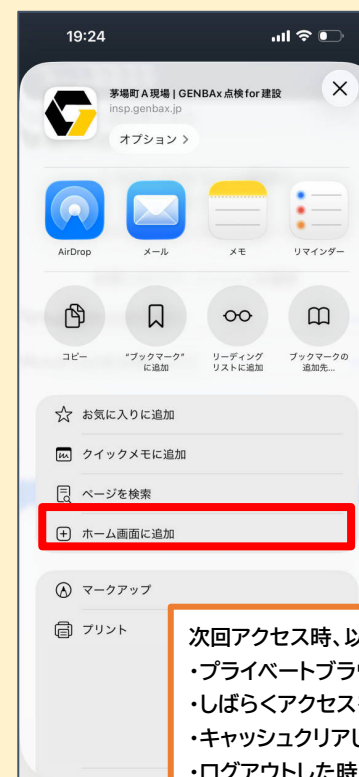 19:24
茅場町A現場 | GENBAx 点検for建設
insp.genbax.jp
オプション
AirDrop
メール
メモ
リマインダー
コピー
"ブックマーク"
に追加
リーディング
リストに追加
ブックマークの
追加先...
お気に入りに追加
クイックメモに追加
ページを検索
ホーム画面に追加
マークアップ
プリント
次回アクセス時、以
・プライベートブラ
・しばらくアクセス
・キャッシュクリア
・ログアウトした時